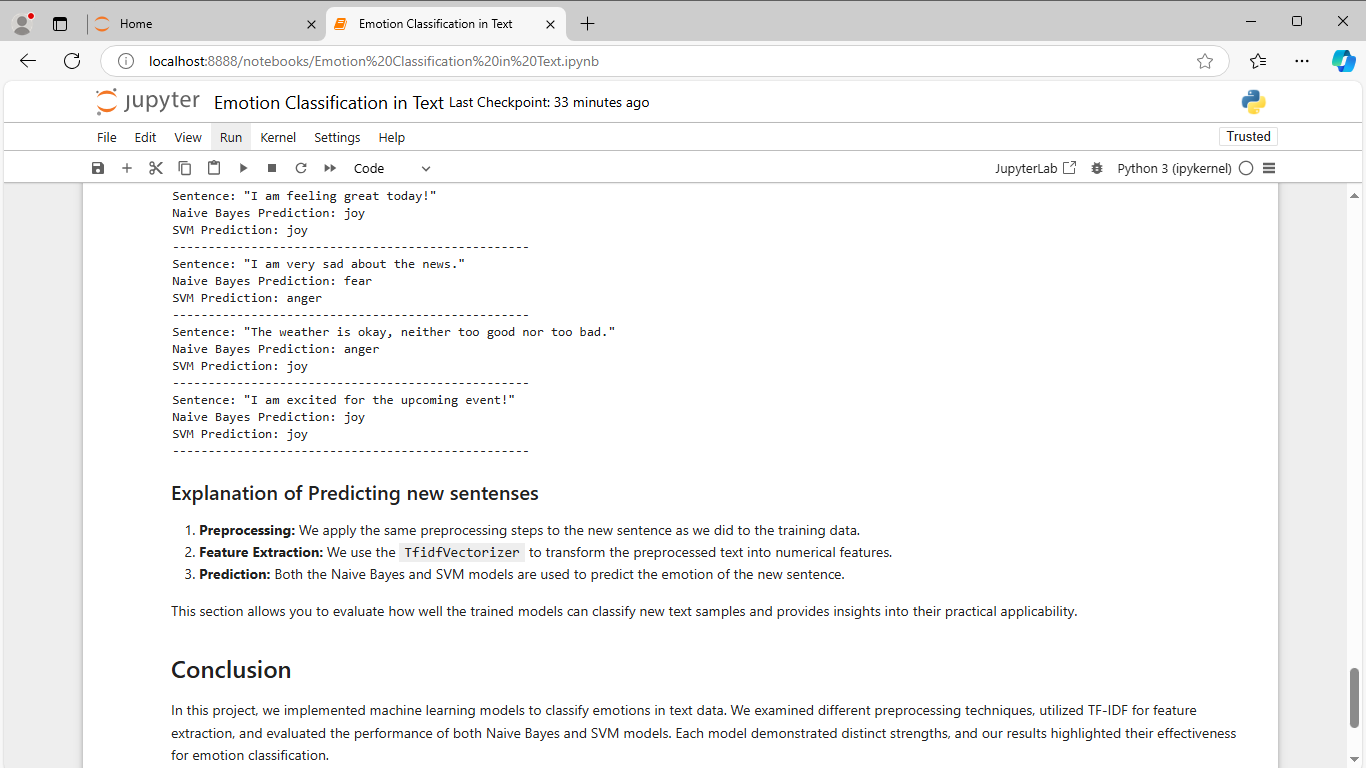 Home
Emotion Classification in Text
localhost:8888/notebooks/Emotion%20Classification%20in%20Text.ipynb
jupyter Emotion Classification in Text Last Checkpoint: 33 minutes ago
File Edit View Run Kernel Settings Help
Trusted
Code
JupyterLab
Python 3 (ipykernel)
Sentence: "I am feeling great today!"
Naive Bayes Prediction: joy
SVM Prediction: joy
--------------------------------------------------
Sentence: "I am very sad about the news."
Naive Bayes Prediction: fear
SVM Prediction: anger
--------------------------------------------------
Sentence: "The weather is okay, neither too good nor too bad."
Naive Bayes Prediction: anger
SVM Prediction: joy
--------------------------------------------------
Sentence: "I am excited for the upcoming event!"
Naive Bayes Prediction: joy
SVM Prediction: joy
--------------------------------------------------
Explanation of Predicting new sentenses
1. Preprocessing: We apply the same preprocessing steps to the new sentence as we did to the training data.
2. Feature Extraction: We use the TfidfVectorizer to transform the preprocessed text into numerical features.
3. Prediction: Both the Naive Bayes and SVM models are used to predict the emotion of the new sentence.
This section allows you to evaluate how well the trained models can classify new text samples and provides insights into their practical applicability.
Conclusion
In this project, we implemented machine learning models to classify emotions in text data. We examined different preprocessing techniques, utilized TF-IDF for feature
extraction, and evaluated the performance of both Naive Bayes and SVM models. Each model demonstrated distinct strengths, and our results highlighted their effectiveness
for emotion classification.